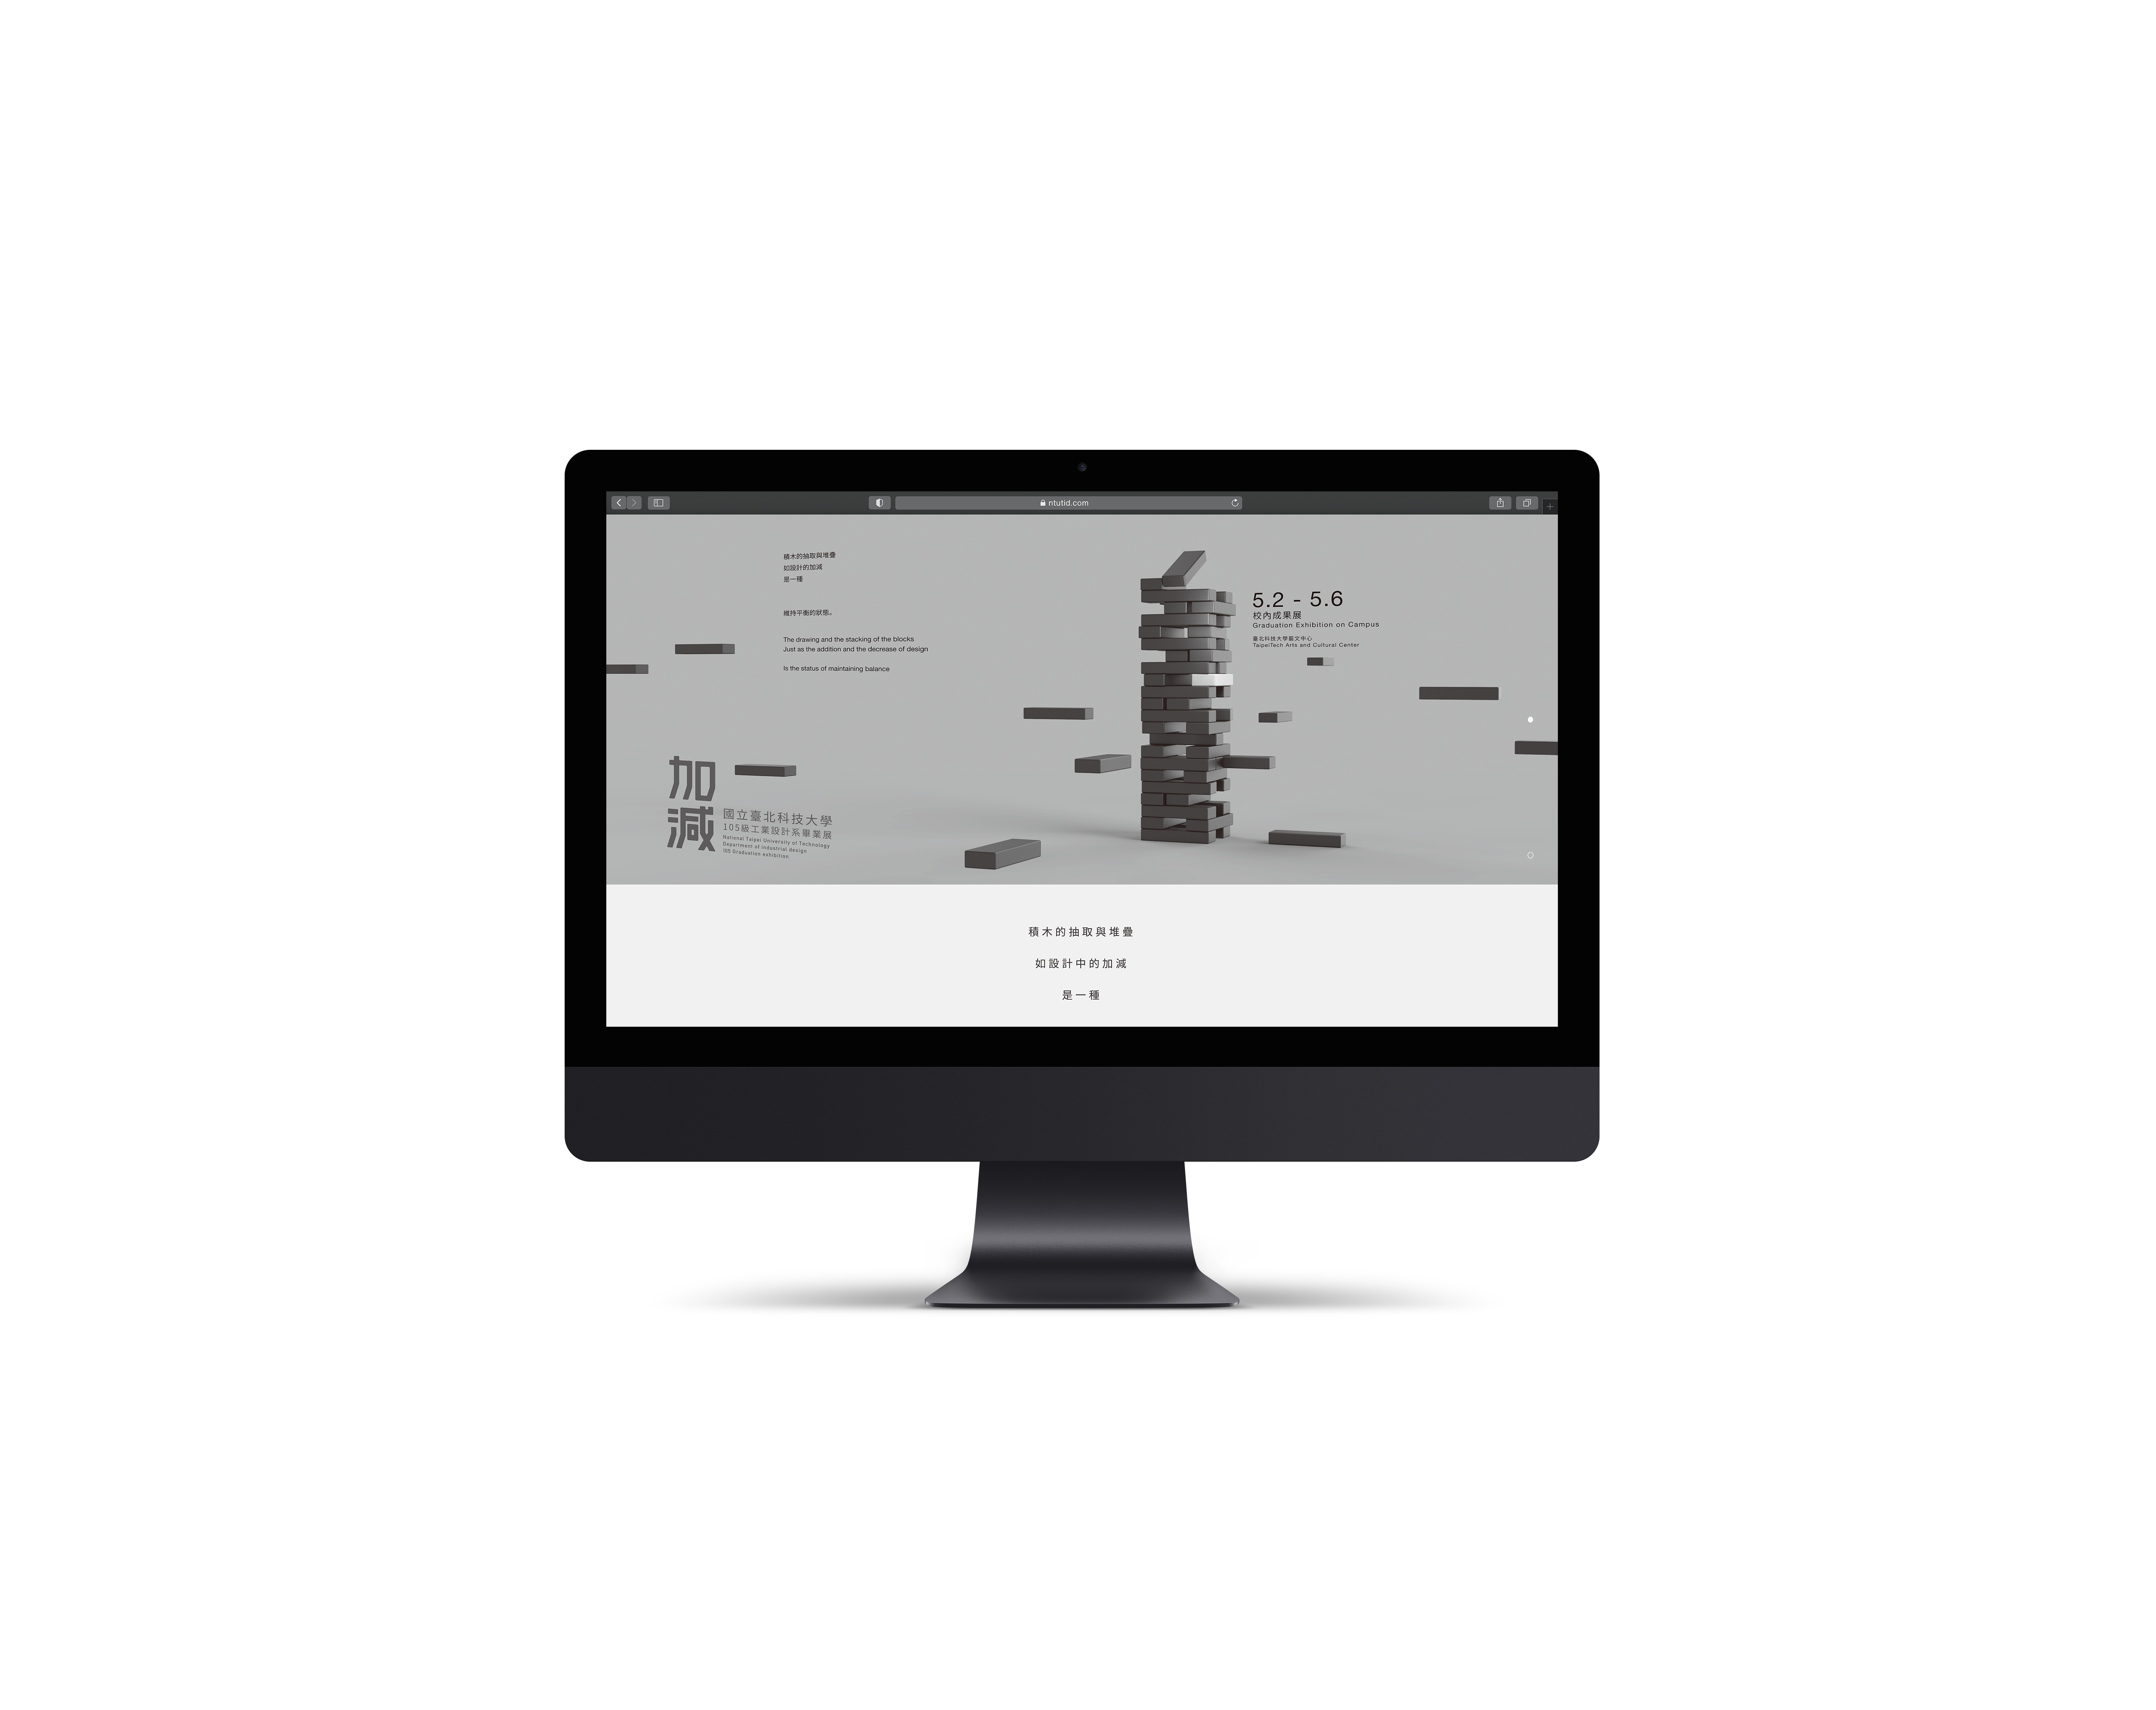 ntutid.com
積木的抽取與堆疊
如設計的加減
是一種
維持平衡的狀態。
The drawing and the stacking of the blocks
Just as the addition and the decrease of design
Is the status of maintaining balance
5.2 - 5.6
校內成果展
Graduation Exhibition on Campus
臺北科技大學藝文中心
TaipeiTech Arts and Cultural Center
加
減
國立臺北科技大學
105級工業設計系畢業展
National Taipei University of Technology
Department of industrial design
105 Graduation exhibition
積木的抽取與堆疊
如設計中的加減
是一種